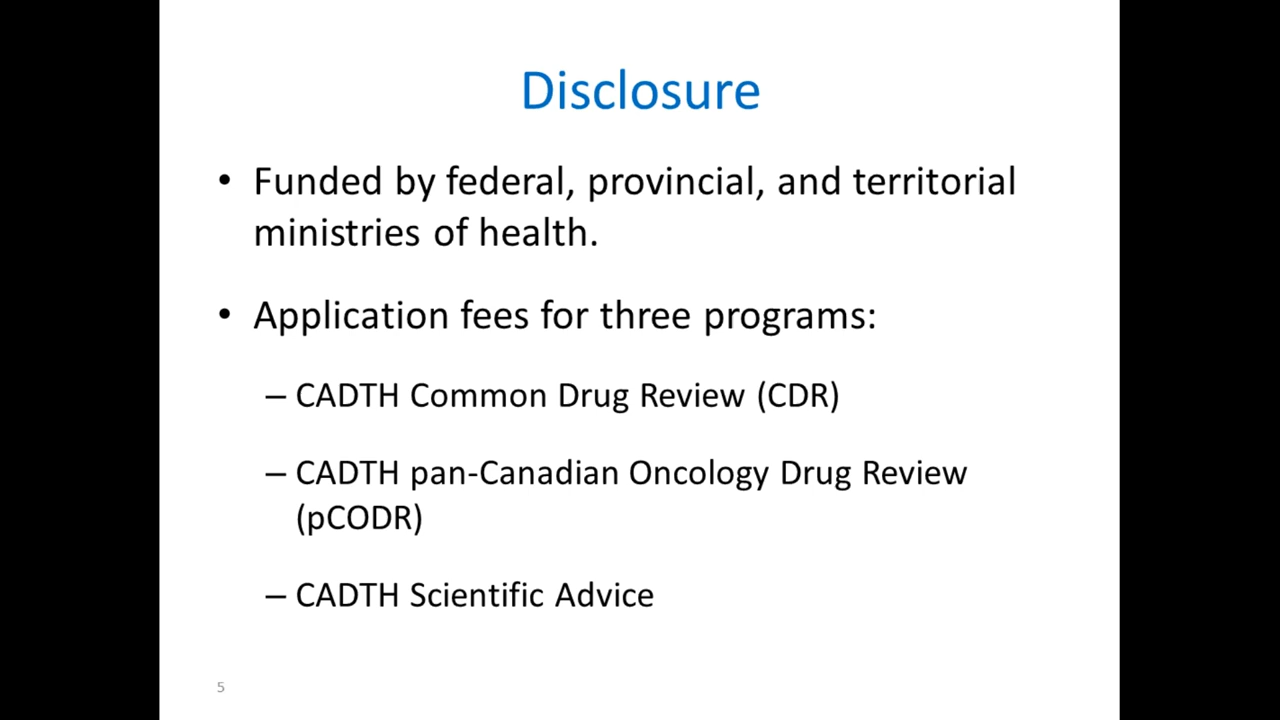 Disclosure
• Funded by federal, provincial, and territorial
ministries of health.
• Application fees for three programs:
– CADTH Common Drug Review (CDR)
– CADTH pan-Canadian Oncology Drug Review
(pCODR)
– CADTH Scientific Advice
5